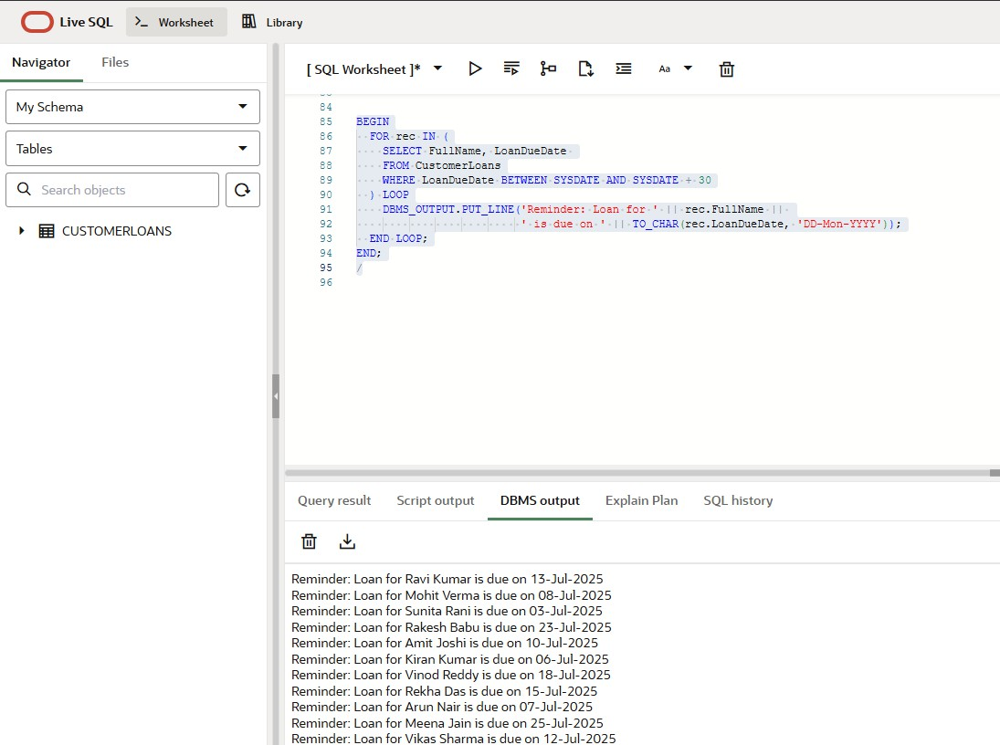 Live SQL
Worksheet
Library
Navigator
Files
[ SQL Worksheet ]*
Aa
My Schema
Tables
Search objects
CUSTOMERLOANS
84
85 BEGIN
86 FOR rec IN (
87 SELECT FullName, LoanDueDate
88 FROM CustomerLoans
89 WHERE LoanDueDate BETWEEN SYSDATE AND SYSDATE + 30
90 ) LOOP
91 DBMS_OUTPUT.PUT_LINE('Reminder: Loan for ' || rec.FullName ||
92 ' is due on ' || TO_CHAR(rec.LoanDueDate, 'DD-Mon-YYYY'));
93 END LOOP;
94 END;
95 /
96
Query result
Script output
DBMS output
Explain Plan
SQL history
Reminder: Loan for Ravi Kumar is due on 13-Jul-2025
Reminder: Loan for Mohit Verma is due on 08-Jul-2025
Reminder: Loan for Sunita Rani is due on 03-Jul-2025
Reminder: Loan for Rakesh Babu is due on 23-Jul-2025
Reminder: Loan for Amit Joshi is due on 10-Jul-2025
Reminder: Loan for Kiran Kumar is due on 06-Jul-2025
Reminder: Loan for Vinod Reddy is due on 18-Jul-2025
Reminder: Loan for Rekha Das is due on 15-Jul-2025
Reminder: Loan for Arun Nair is due on 07-Jul-2025
Reminder: Loan for Meena Jain is due on 25-Jul-2025
Reminder: Loan for Vikas Sharma is due on 12-Jul-2025